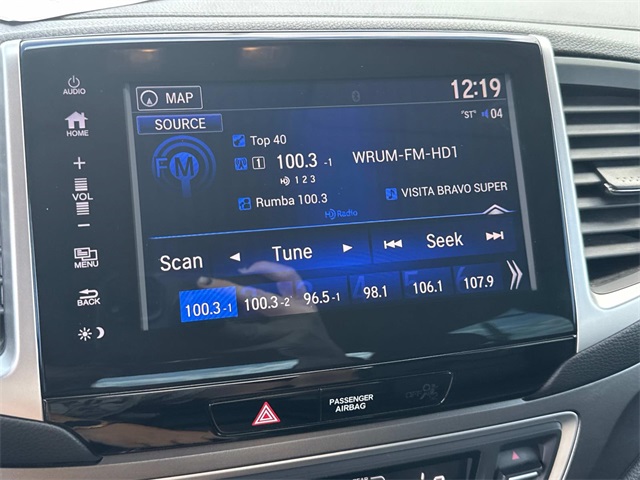 AUDIO
HOME
+
VOL
−
MENU
BACK
MAP
12:19
SOURCE
"ST" 04
Top 40
FM
1 100.3 -1 WRUM-FM-HD1
1 2 3
Rumba 100.3
VISITA BRAVO SUPER
HD Radio
Scan
Tune
Seek
100.3-1 100.3-2 96.5-1 98.1 106.1 107.9
PASSENGER
AIRBAG
OFF